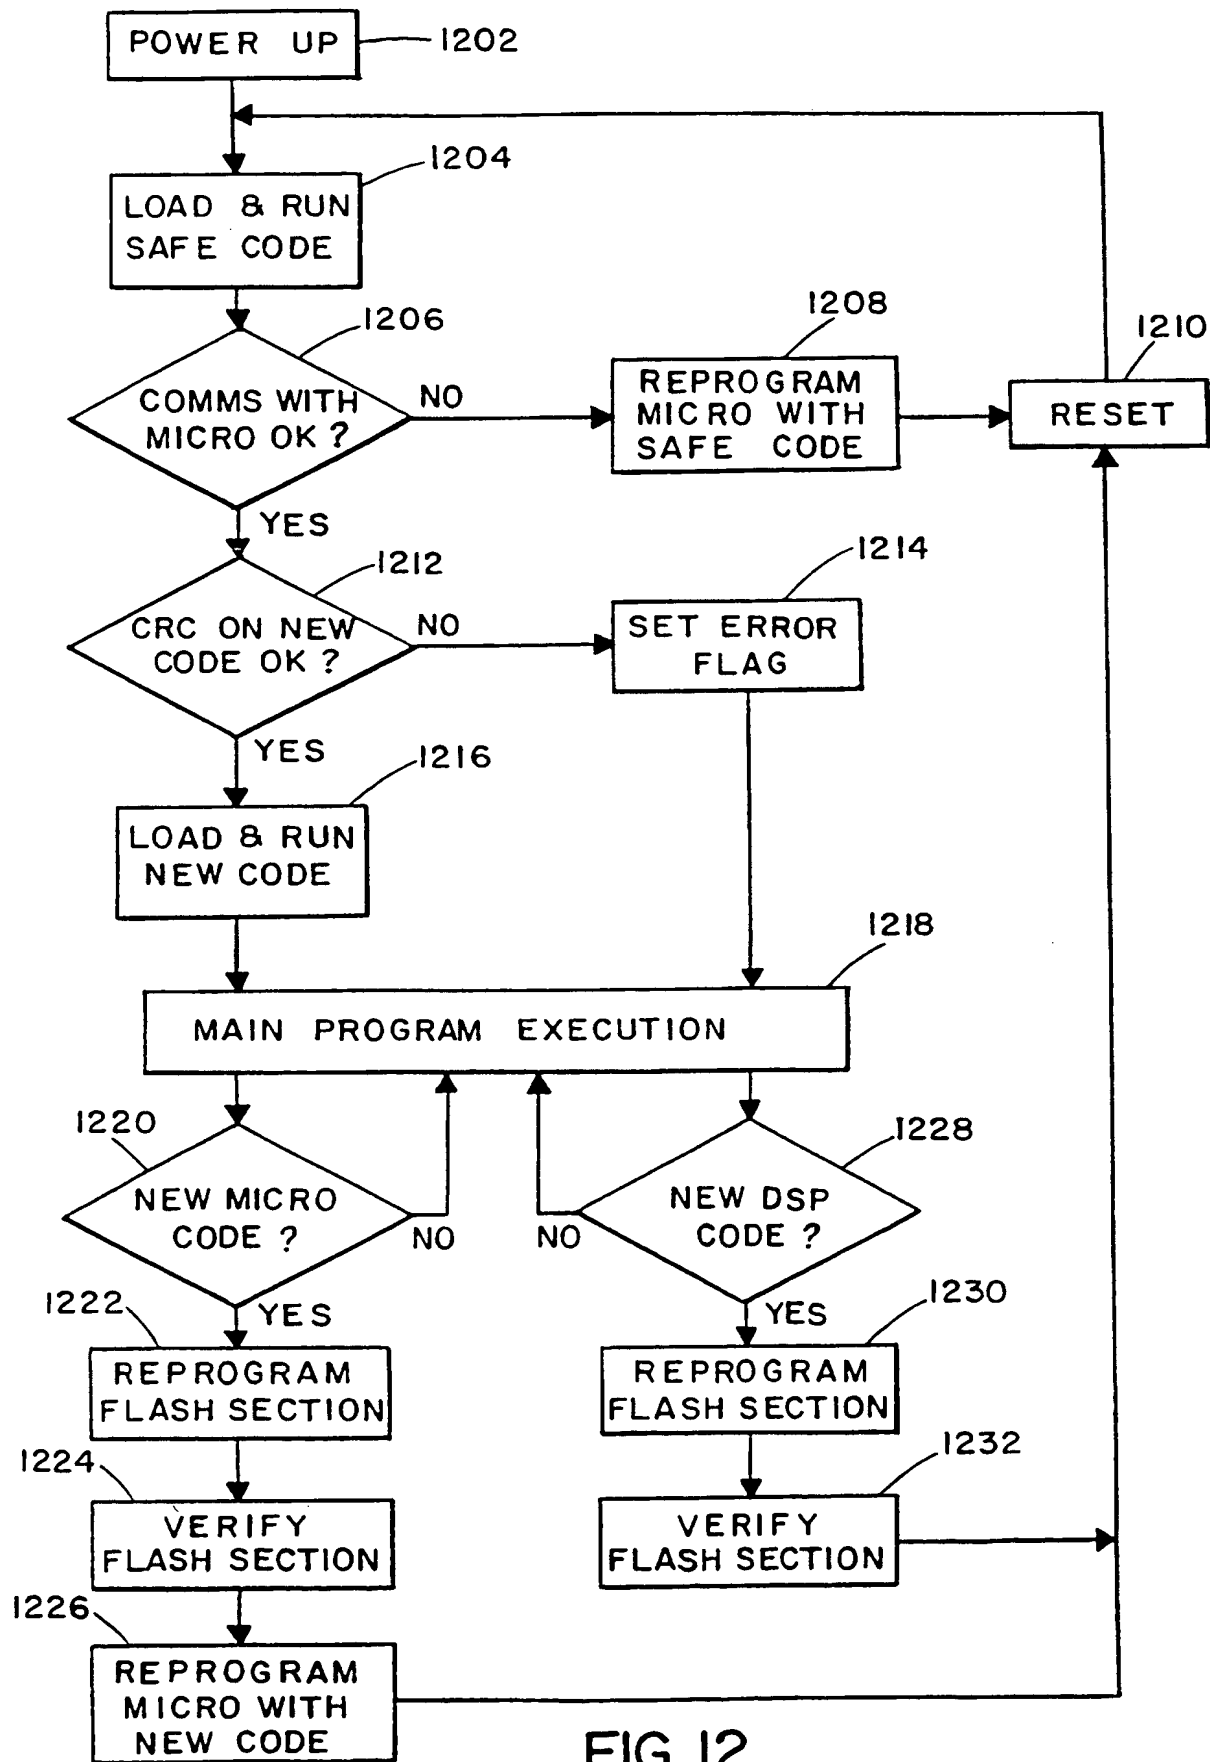 POWER UP
1202
1204
LOAD & RUN
SAFE CODE
1206
COMMS WITH
MICRO OK ?
NO
1208
REPROGRAM
MICRO WITH
SAFE CODE
1210
RESET
YES
1212
CRC ON NEW
CODE OK ?
NO
1214
SET ERROR
FLAG
YES
1216
LOAD & RUN
NEW CODE
1218
MAIN PROGRAM EXECUTION
1220
NEW MICRO
CODE ?
NO
1228
NEW DSP
CODE ?
NO
YES
1222
REPROGRAM
FLASH SECTION
YES
1230
REPROGRAM
FLASH SECTION
1224
VERIFY
FLASH SECTION
1232
VERIFY
FLASH SECTION
1226
REPROGRAM
MICRO WITH
NEW CODE
FIG. 12